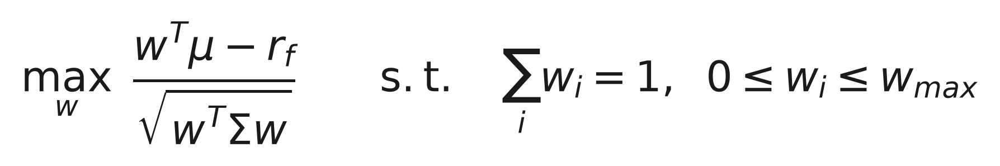 max_w (w^T μ − r_f) / √(w^T Σ w)   s.t.   ∑_i w_i = 1,  0 ≤ w_i ≤ w_max